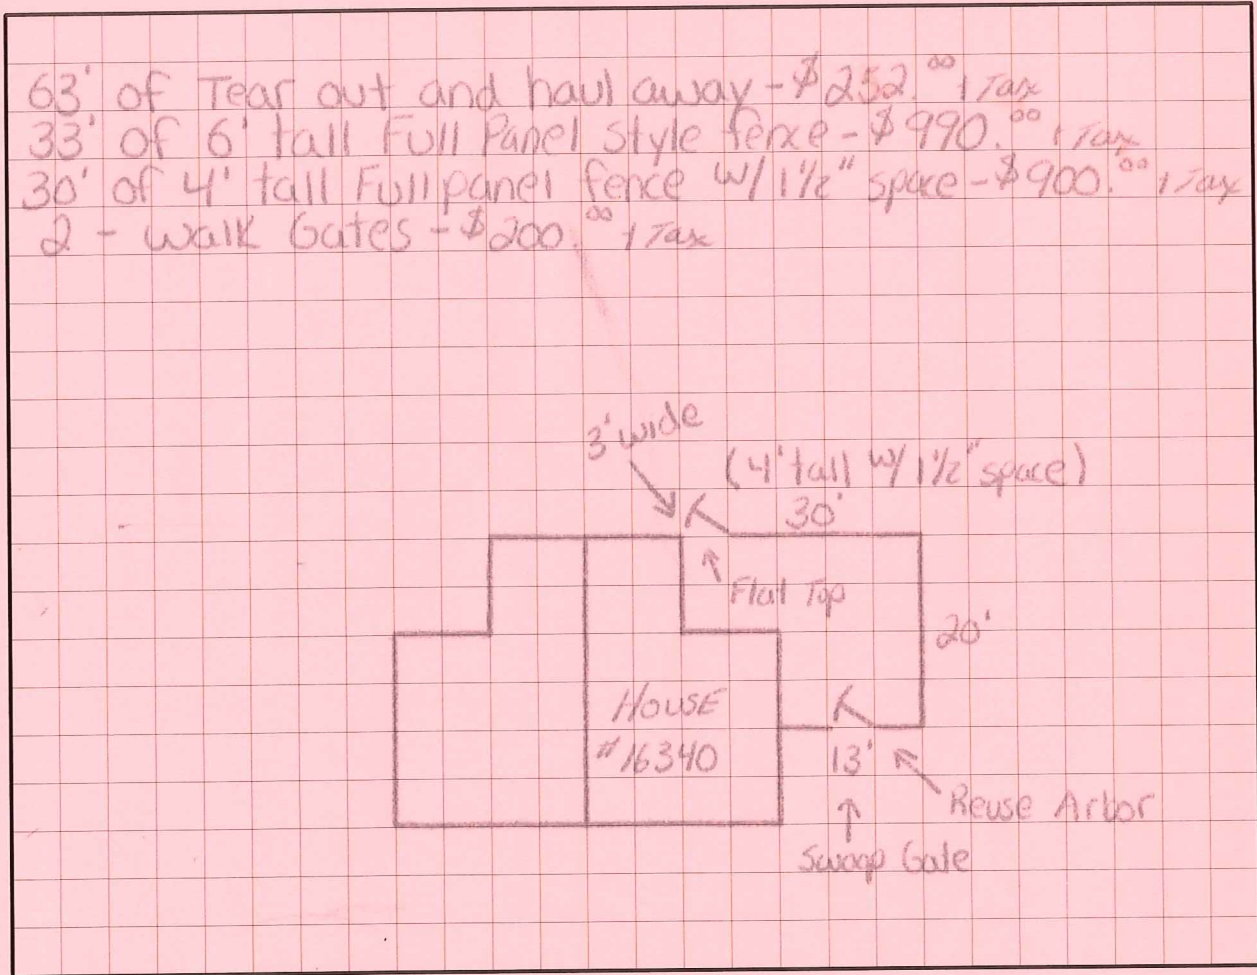 63' of Tear out and haul away - $252.00 + Tax
33' of 6' tall Full Panel Style fence - $990.00 + Tax
30' of 4' tall Full panel fence w/ 1½" space - $900.00 + Tax
2 - Walk Gates - $200.00 + Tax
3' wide
(4' tall w/ 1½" space)
30'
Flat Top
20'
HOUSE
#16340
13'
Reuse Arbor
Swoop Gate